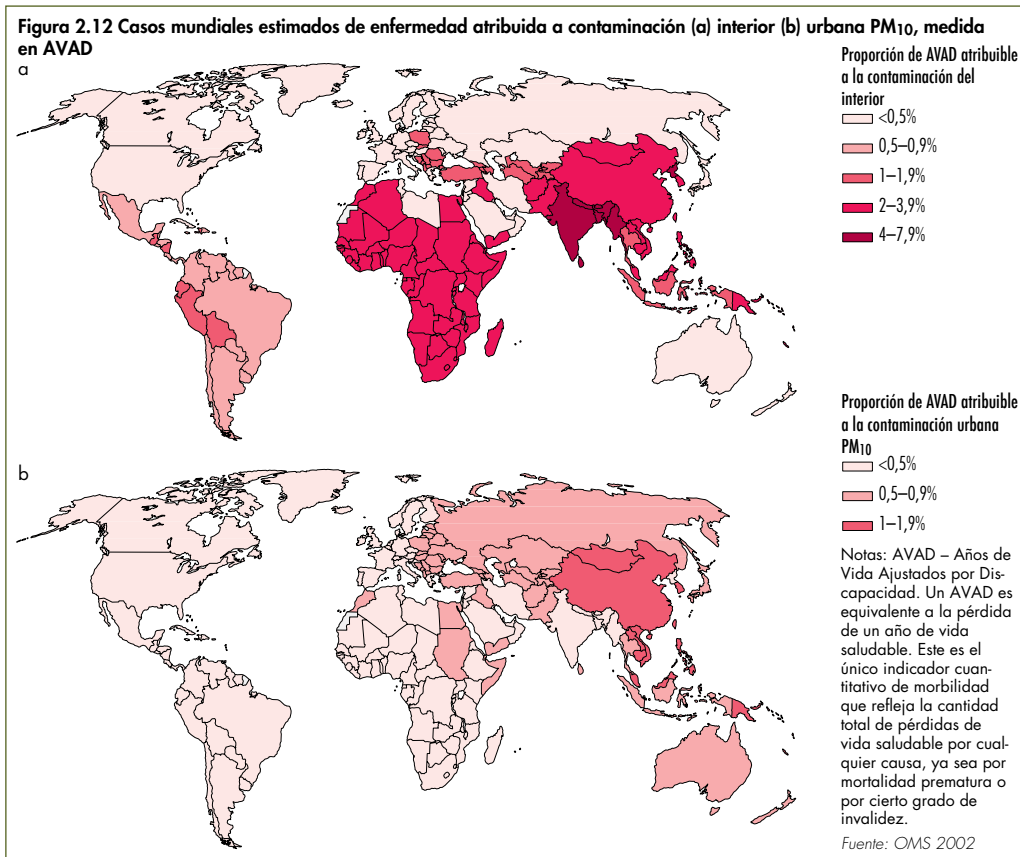 Figura 2.12 Casos mundiales estimados de enfermedad atribuida a contaminación (a) interior (b) urbana PM10, medida
en AVAD
a
Proporción de AVAD atribuible
a la contaminación del
interior
<0,5%
0,5–0,9%
1–1,9%
2–3,9%
4–7,9%
b
Proporción de AVAD atribuible
a la contaminación urbana
PM10
<0,5%
0,5–0,9%
1–1,9%
Notas: AVAD – Años de
Vida Ajustados por Dis-
capacidad. Un AVAD es
equivalente a la pérdida
de un año de vida
saludable. Este es el
único indicador cuan-
titativo de morbilidad
que refleja la cantidad
total de pérdidas de
vida saludable por cual-
quier causa, ya sea por
mortalidad prematura o
por cierto grado de
invalidez.
Fuente: OMS 2002